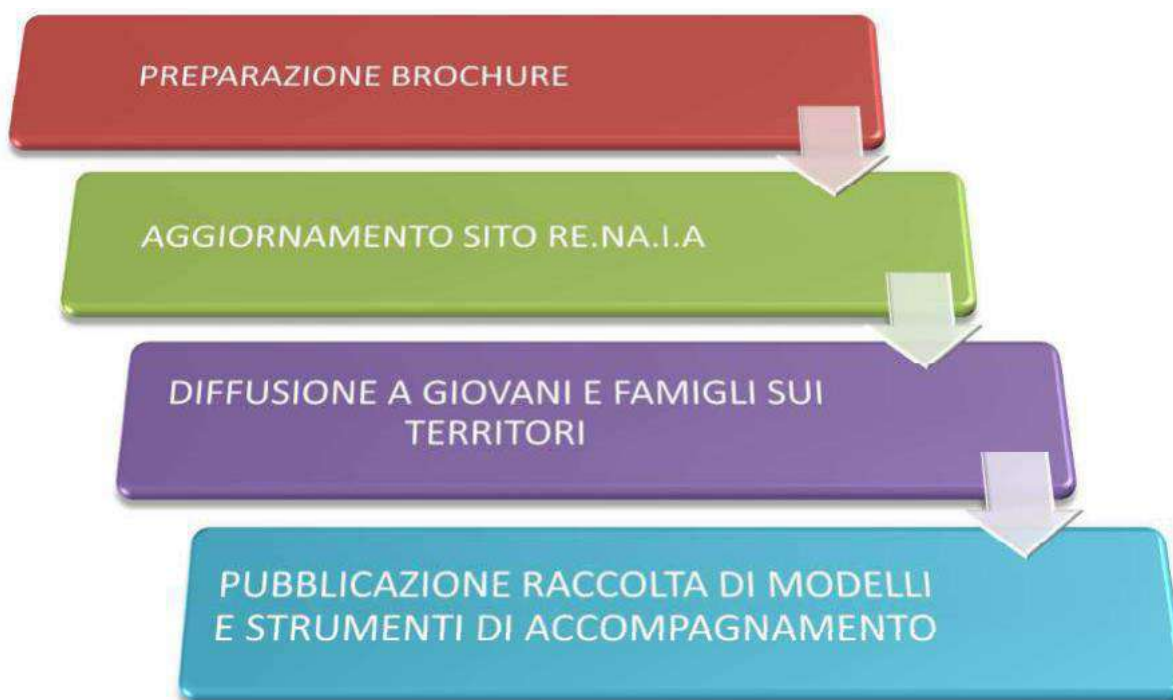 PREPARAZIONE BROCHURE
AGGIORNAMENTO SITO RE.NA.I.A
DIFFUSIONE A GIOVANI E FAMIGLI SUI
TERRITORI
PUBBLICAZIONE RACCOLTA DI MODELLI
E STRUMENTI DI ACCOMPAGNAMENTO